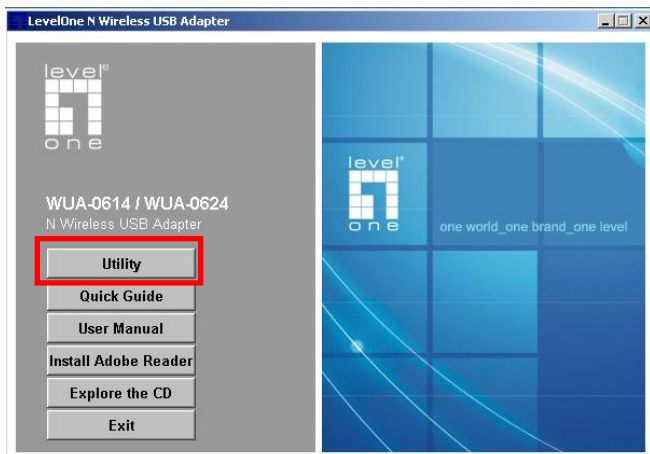 LevelOne N Wireless USB Adapter
level®
one
WUA-0614 / WUA-0624
N Wireless USB Adapter
Utility
Quick Guide
User Manual
Install Adobe Reader
Explore the CD
Exit
level®
one
one world_one brand_one level